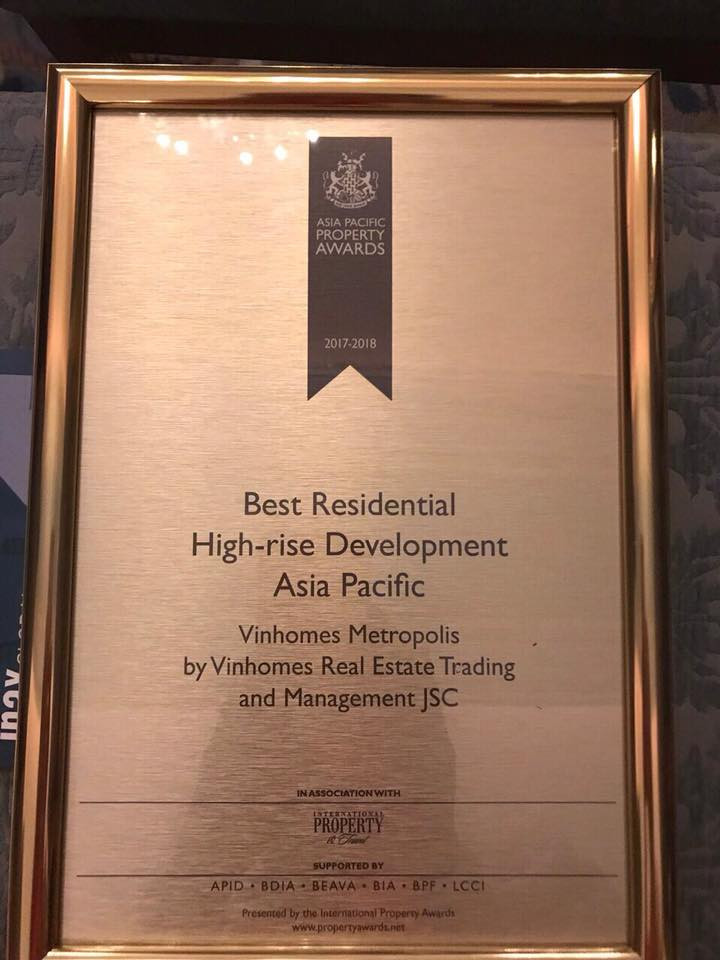 ASIA PACIFIC
PROPERTY
AWARDS
2017-2018
Best Residential
High-rise Development
Asia Pacific
Vinhomes Metropolis
by Vinhomes Real Estate Trading
and Management JSC
IN ASSOCIATION WITH
INTERNATIONAL
PROPERTY
& Travel
SUPPORTED BY
APID • BDIA • BEAVA • BIA • BPF • LCCI
Presented by the International Property Awards
www.propertyawards.net